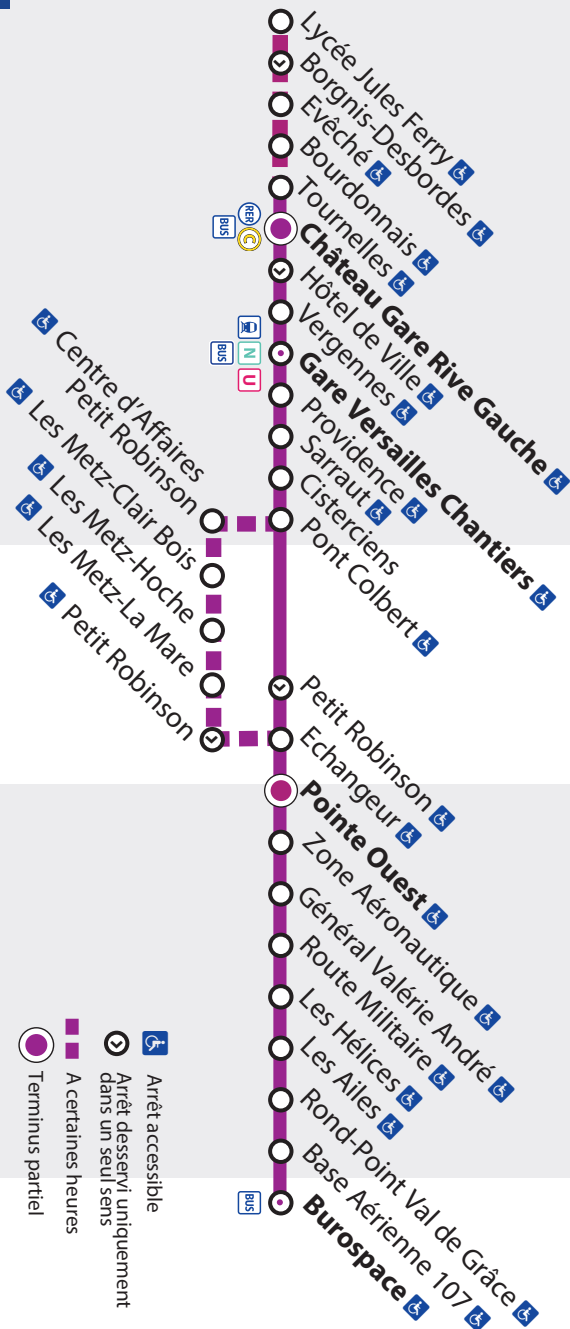 Lycée Jules Ferry
Borgnis-Desbordes
Evêché
Bourdonnais
Tournelles
Château Gare Rive Gauche
RER C
BUS
Hôtel de Ville
Vergennes
Gare Versailles Chantiers
N
U
BUS
Providence
Sarraut
Cisterciens
Pont Colbert
Centre d'Affaires
Petit Robinson
Les Metz-Clair Bois
Les Metz-Hoche
Les Metz-La Mare
Petit Robinson
Petit Robinson
Echangeur
Pointe Ouest
Zone Aéronautique
Général Valérie André
Route Militaire
Les Hélices
Les Ailes
Rond-Point Val de Grâce
Base Aérienne 107
Burospace
BUS
Arrêt accessible
Arrêt desservi uniquement
dans un seul sens
A certaines heures
Terminus partiel